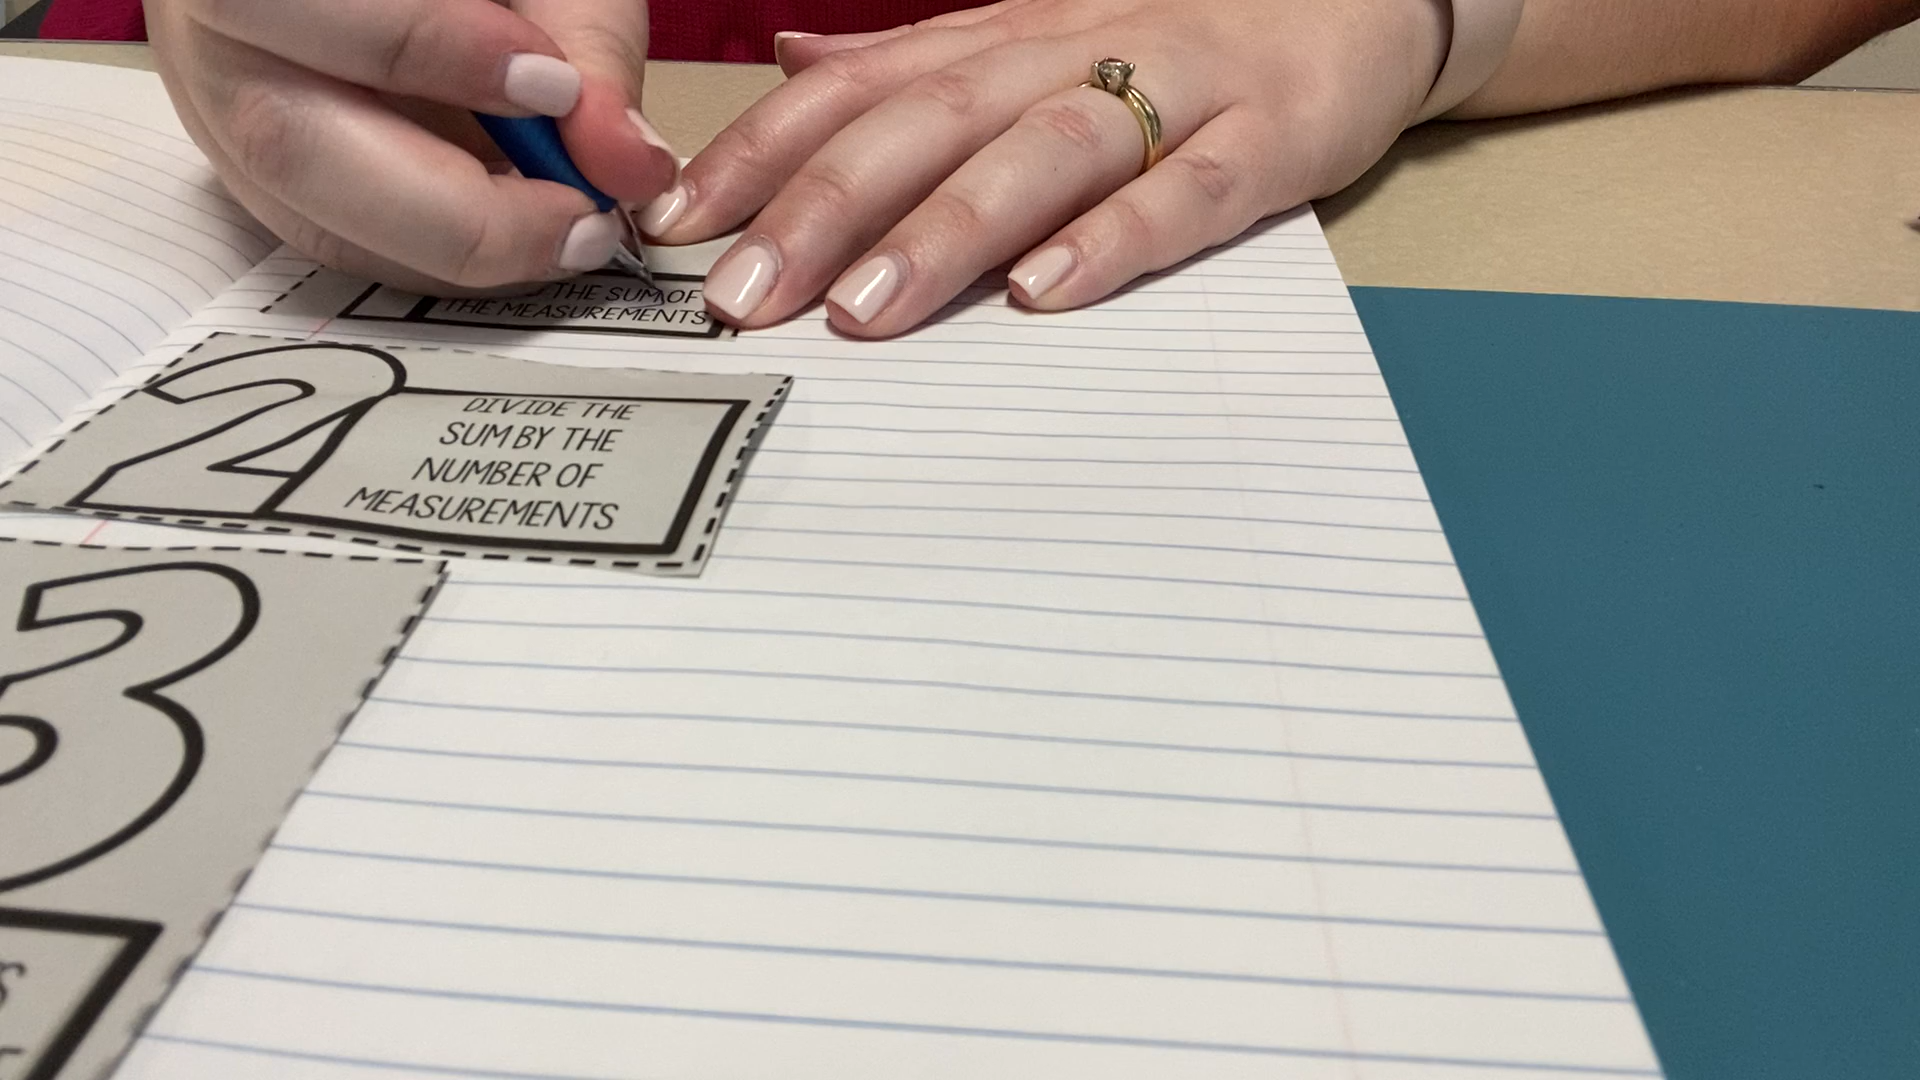 THE SUM OF
THE MEASUREMENTS
2
DIVIDE THE
SUM BY THE
NUMBER OF
MEASUREMENTS
3